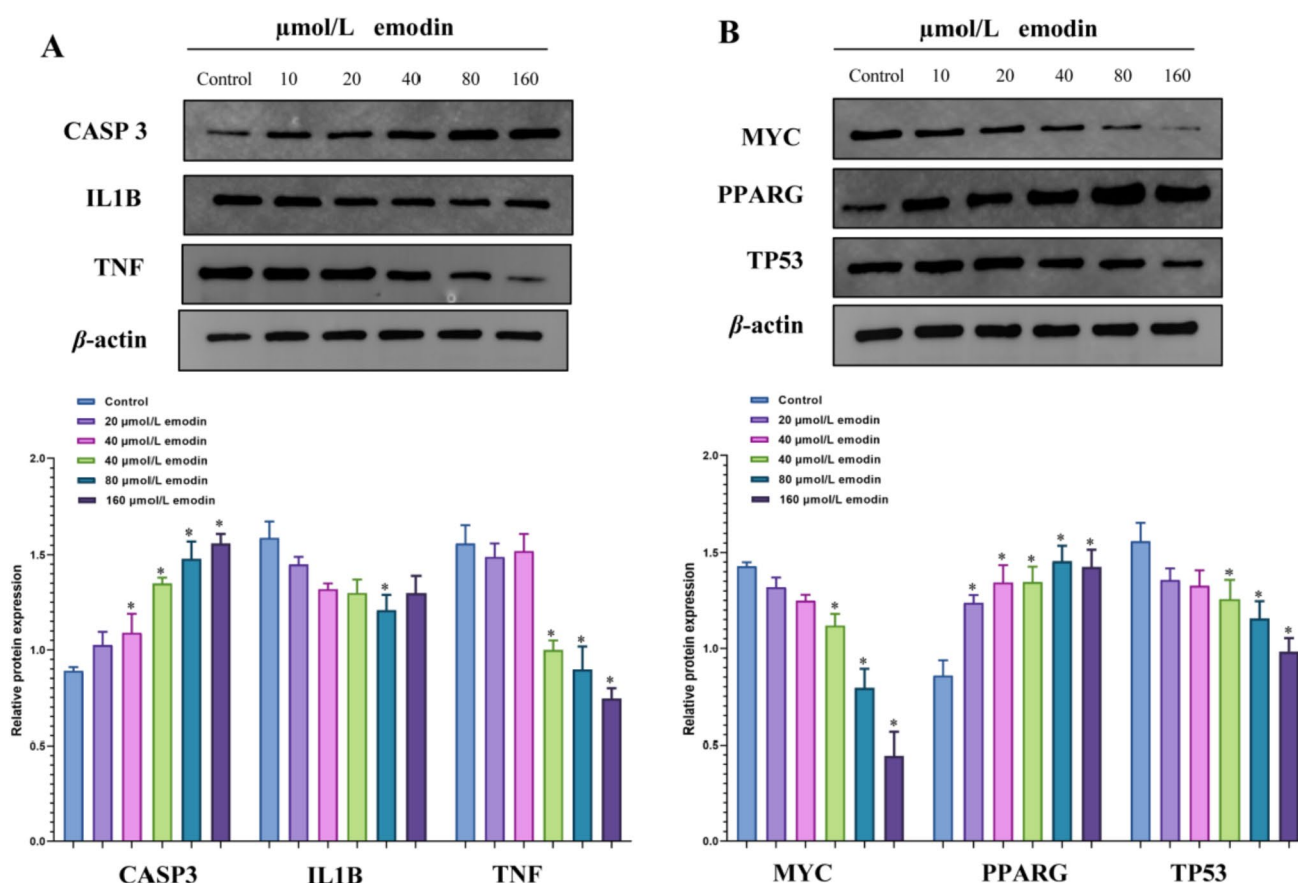 A
µmol/L emodin
Control 10 20 40 80 160
CASP 3
IL1B
TNF
β-actin
Control
20 µmol/L emodin
40 µmol/L emodin
40 µmol/L emodin
80 µmol/L emodin
160 µmol/L emodin
Relative protein expression
2.0
1.5
1.0
0.5
0.0
* * * * * * * *
CASP3 IL1B TNF
B
µmol/L emodin
Control 10 20 40 80 160
MYC
PPARG
TP53
β-actin
Control
20 µmol/L emodin
40 µmol/L emodin
40 µmol/L emodin
80 µmol/L emodin
160 µmol/L emodin
Relative protein expression
2.0
1.5
1.0
0.5
0.0
* * * * * * * * * * *
MYC PPARG TP53